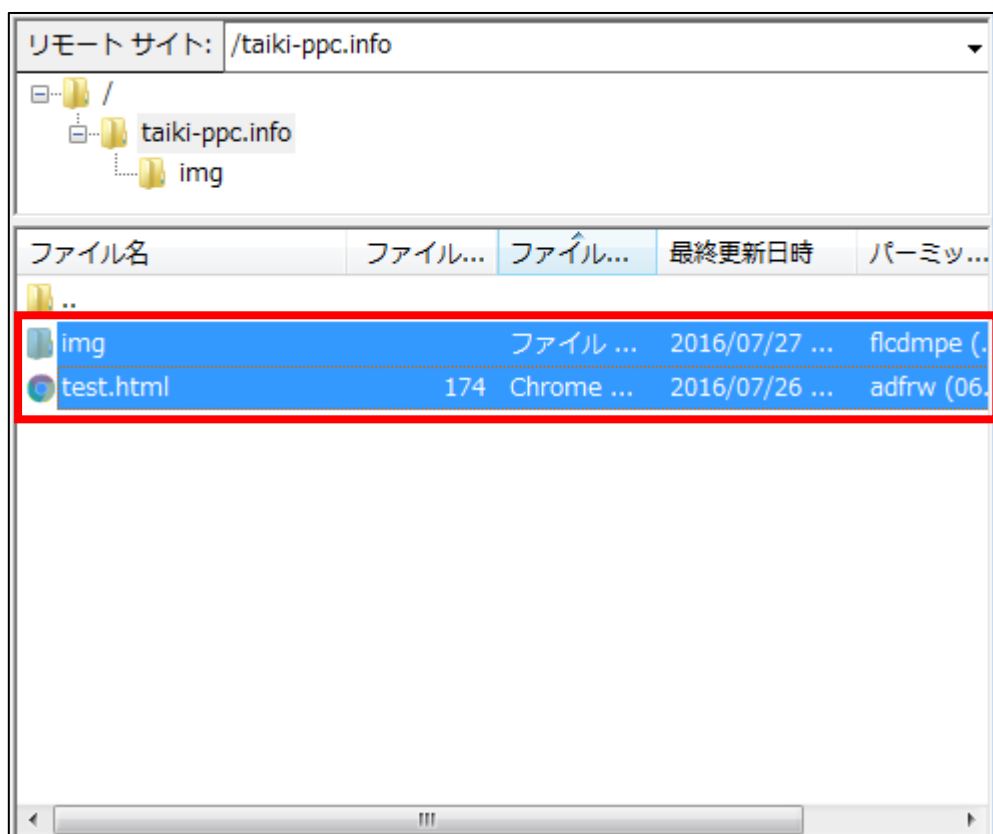 リモート サイト: /taiki-ppc.info
/
taiki-ppc.info
img
ファイル名 ファイル... ファイル... 最終更新日時 パーミッ...
..
img ファイル ... 2016/07/27 ... flcdmpe (.
test.html 174 Chrome ... 2016/07/26 ... adfrw (06.